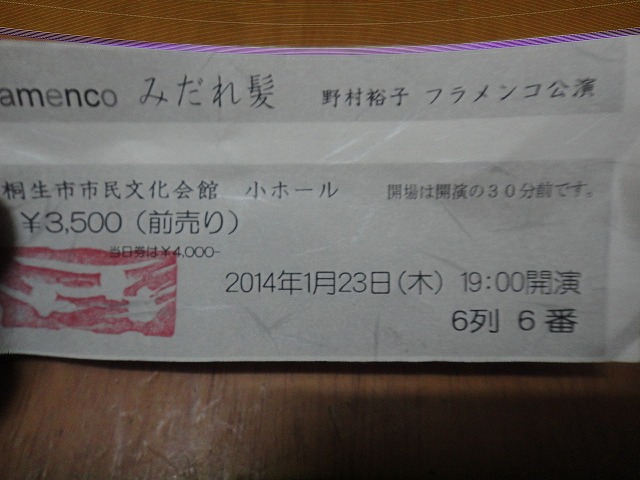 amenco みだれ髪 野村裕子 フラメンコ公演
桐生市市民文化会館 小ホール 開場は開演の30分前です。
¥3,500(前売り)
当日券は¥4,000-
2014年1月23日(木) 19:00開演
6列 6番